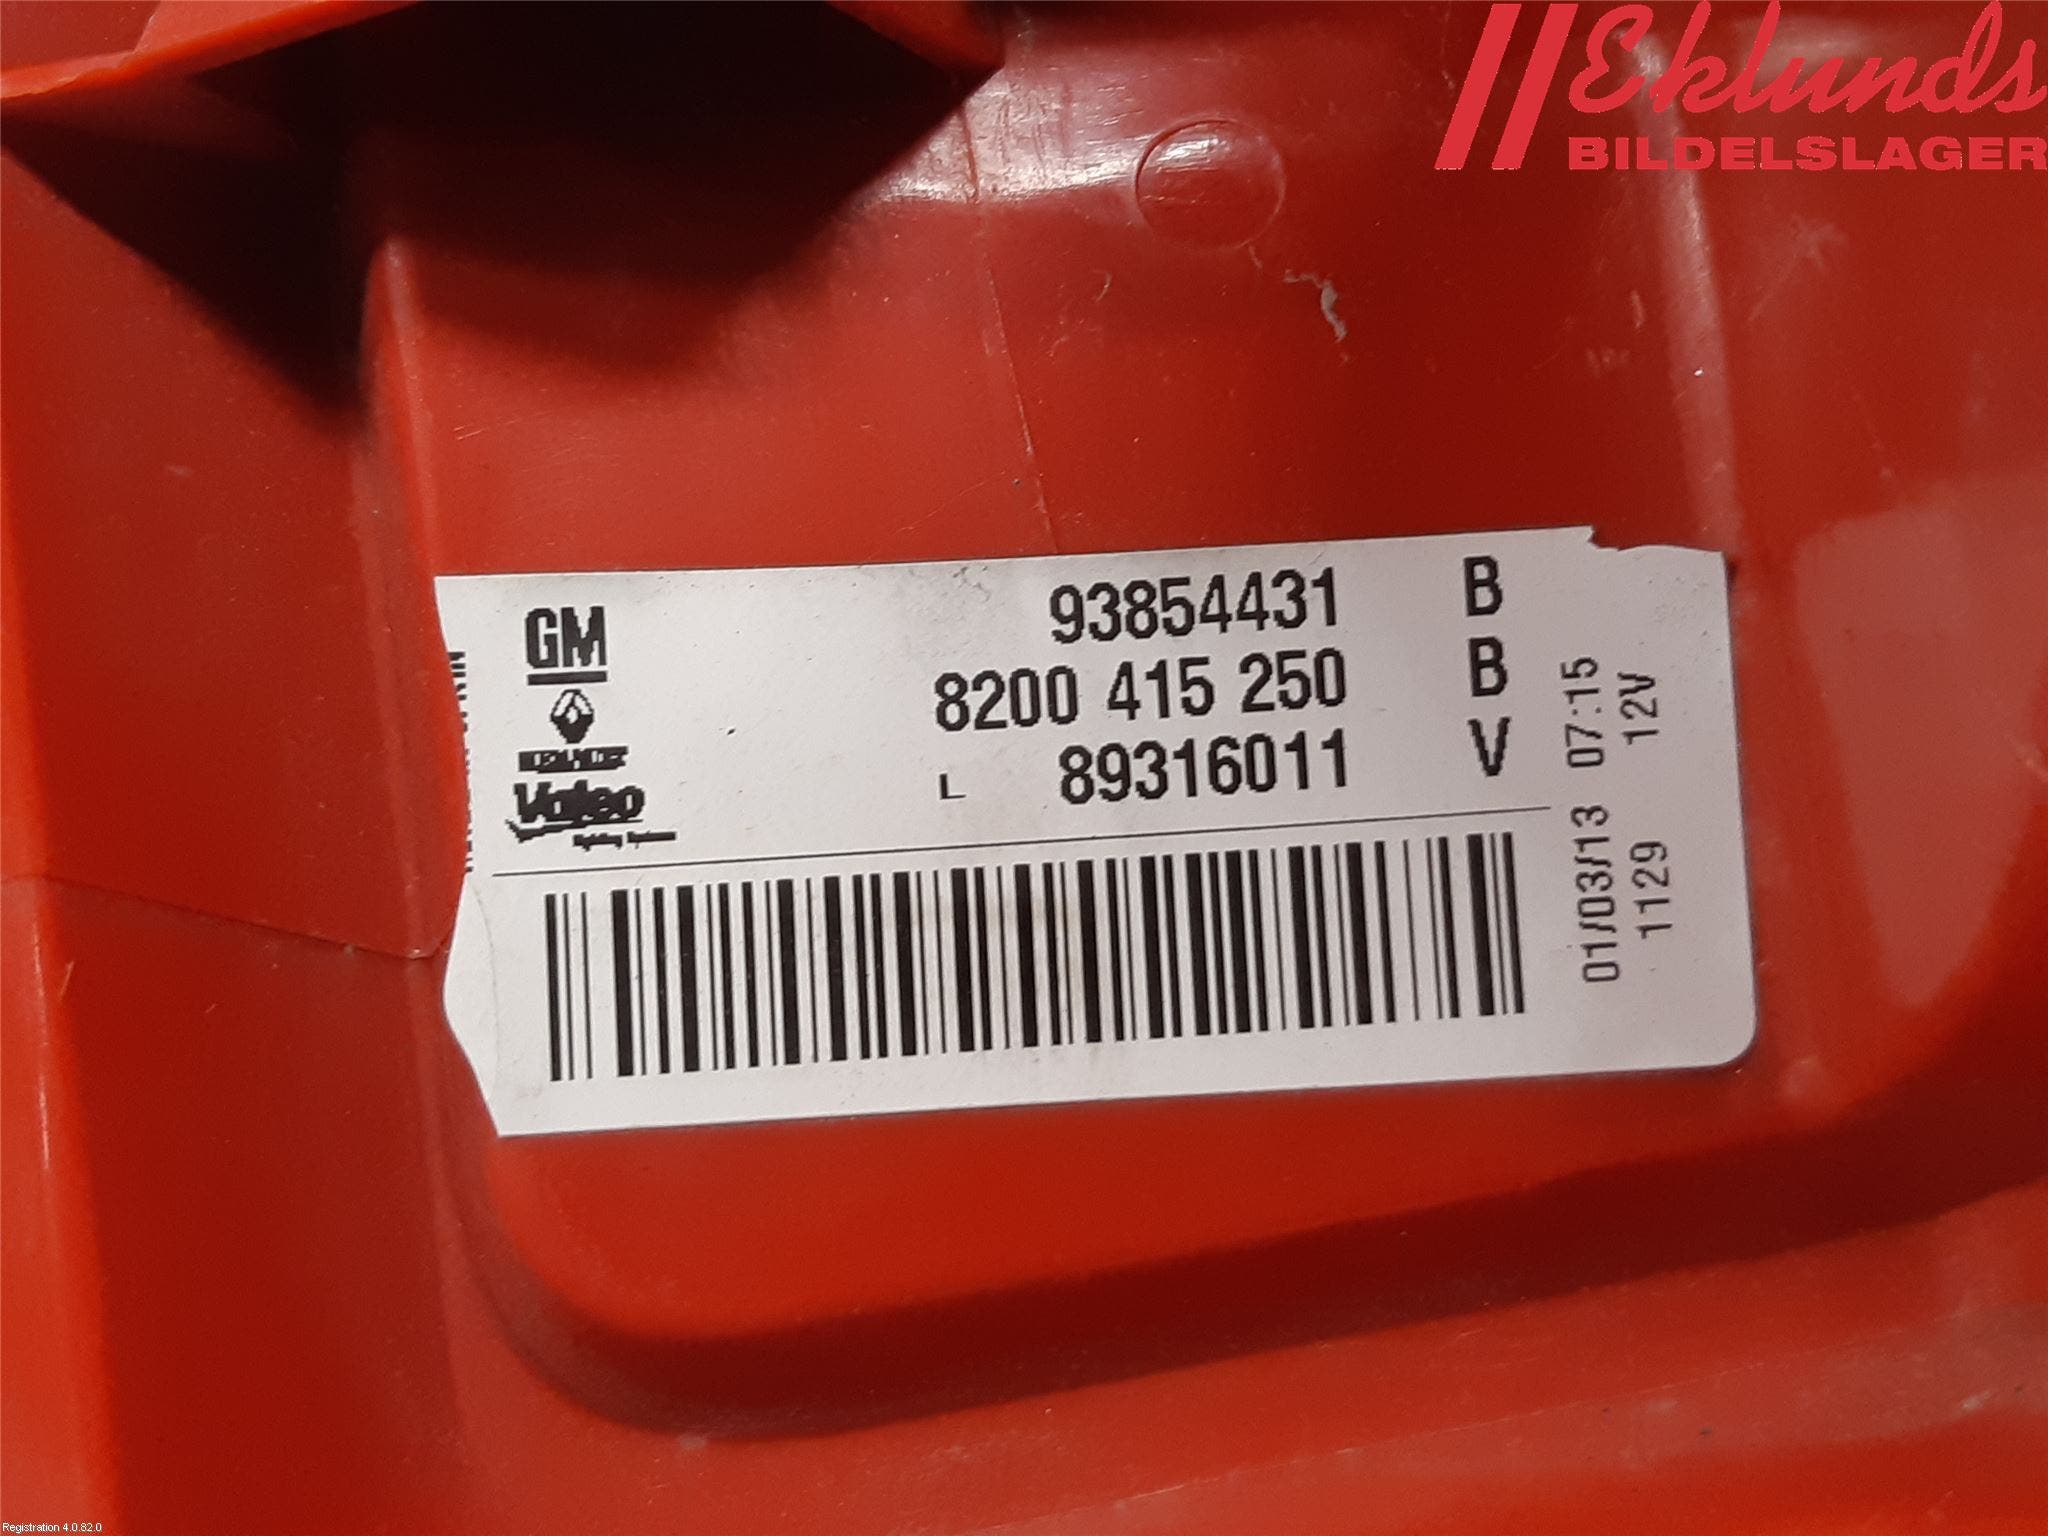 Eklunds
BILDELSLAGER
GM
93854431 B
8200 415 250 B
Valeo
L 89316011 V
01/03/13 07:15
1129 12V
Registration 4.0.82.0